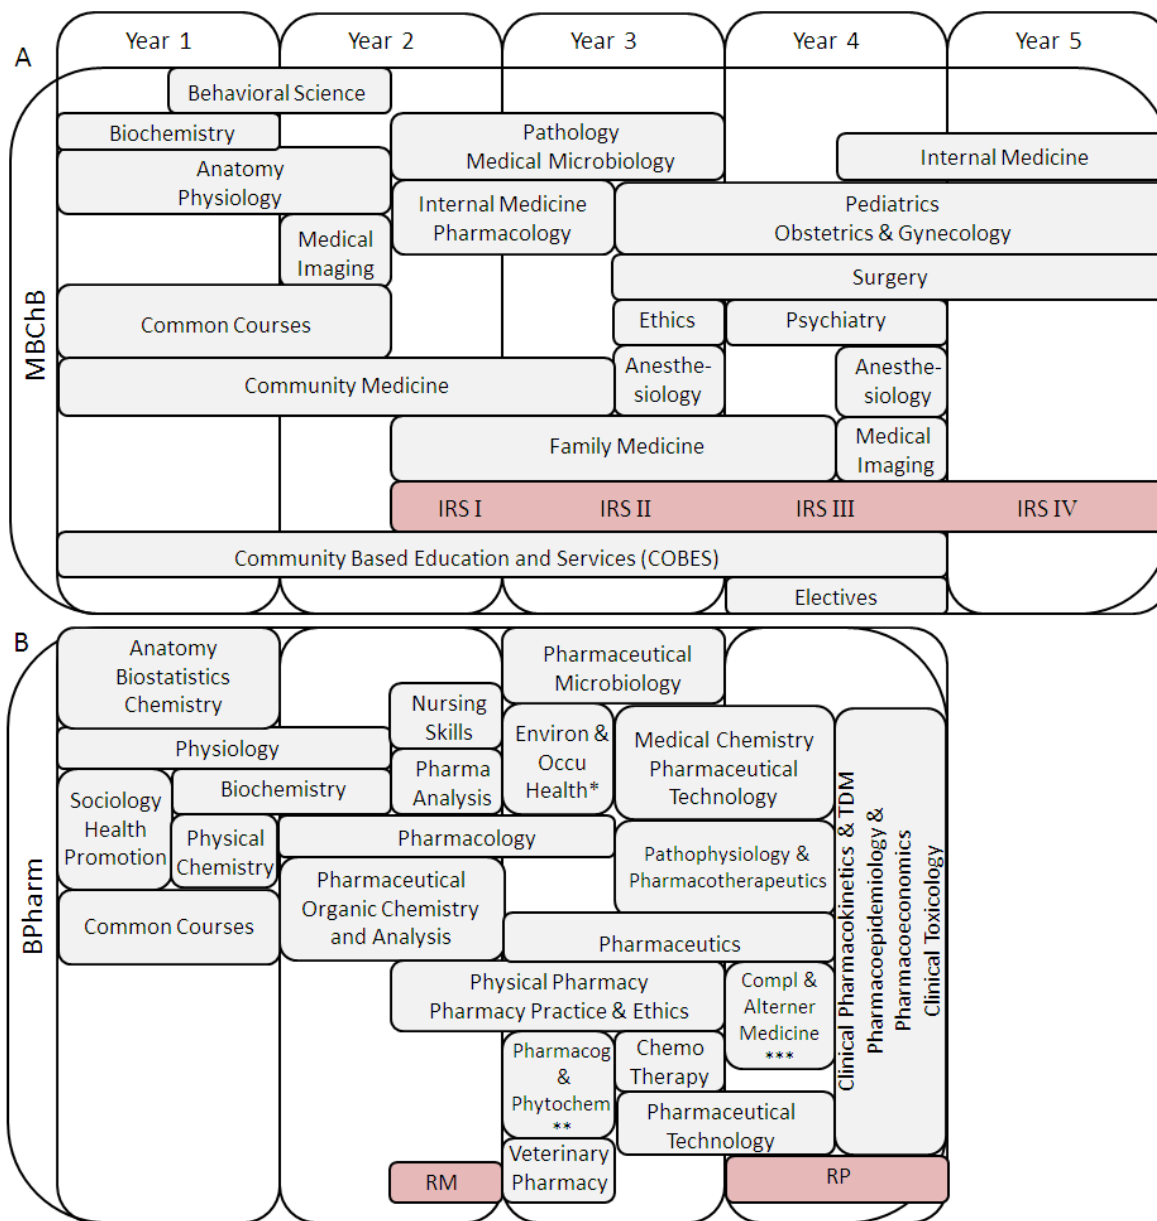 Year 1
Year 2
Year 3
Year 4
Year 5
A
MBChB
Behavioral Science
Biochemistry
Pathology
Medical Microbiology
Internal Medicine
Anatomy
Physiology
Internal Medicine
Pharmacology
Pediatrics
Obstetrics & Gynecology
Medical
Imaging
Surgery
Common Courses
Ethics
Psychiatry
Community Medicine
Anesthe-
siology
Anesthe-
siology
Family Medicine
Medical
Imaging
IRS I
IRS II
IRS III
IRS IV
Community Based Education and Services (COBES)
Electives
B
BPharm
Anatomy
Biostatistics
Chemistry
Pharmaceutical
Microbiology
Nursing
Skills
Physiology
Environ &
Occu
Health*
Medical Chemistry
Pharmaceutical
Technology
Pharma
Analysis
Sociology
Health
Promotion
Biochemistry
Physical
Chemistry
Pharmacology
Pathophysiology &
Pharmacotherapeutics
Pharmaceutical
Organic Chemistry
and Analysis
Common Courses
Pharmaceutics
Physical Pharmacy
Pharmacy Practice & Ethics
Compl &
Alterner
Medicine
***
Pharmacog
&
Phytochem
**
Chemo
Therapy
Pharmaceutical
Technology
Veterinary
Pharmacy
Clinical Pharmacokinetics & TDM
Pharmacoepidemiology &
Pharmacoeconomics
Clinical Toxicology
RM
RP